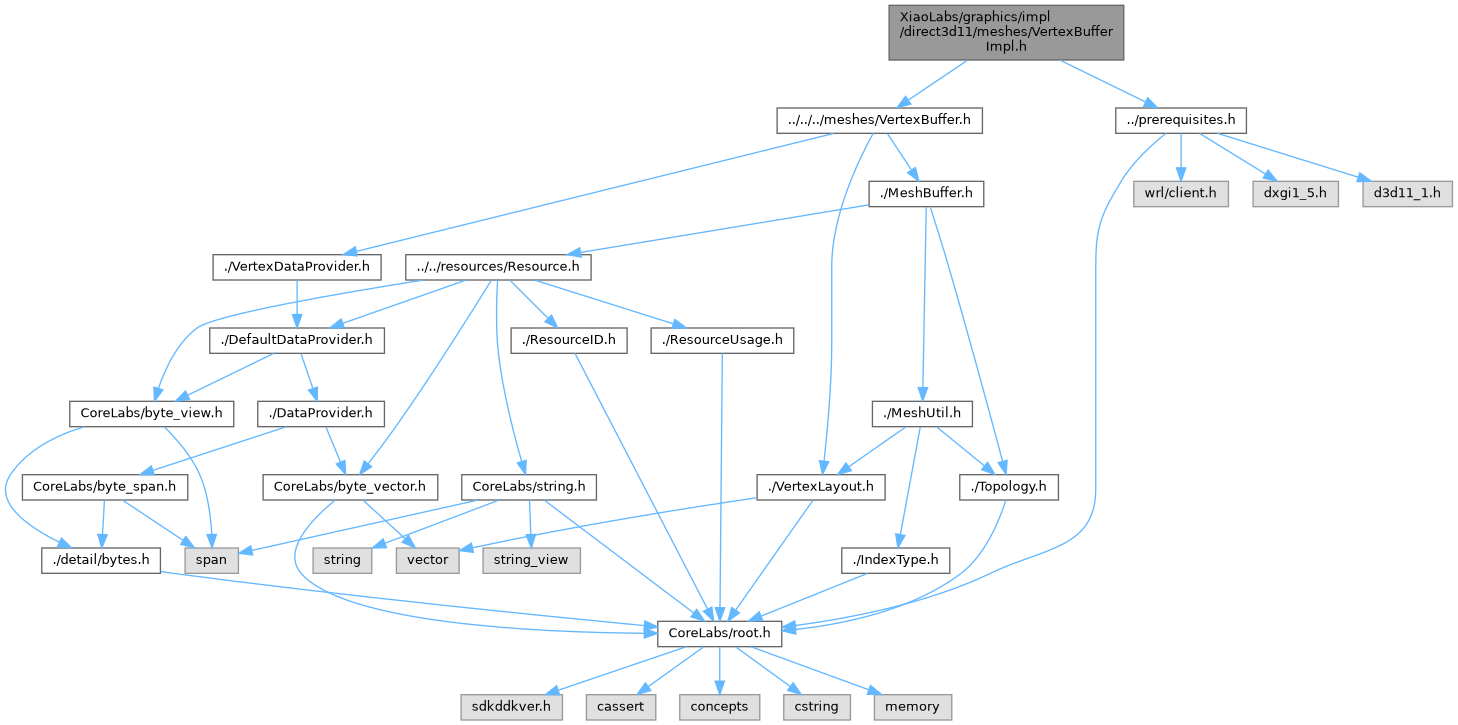 XiaoLabs/graphics/impl
/direct3d11/meshes/VertexBuffer
Impl.h
../../../meshes/VertexBuffer.h
../prerequisites.h
./MeshBuffer.h
wrl/client.h
dxgi1_5.h
d3d11_1.h
./VertexDataProvider.h
../../resources/Resource.h
./DefaultDataProvider.h
./ResourceID.h
./ResourceUsage.h
CoreLabs/byte_view.h
./DataProvider.h
./MeshUtil.h
CoreLabs/byte_span.h
CoreLabs/byte_vector.h
CoreLabs/string.h
./VertexLayout.h
./Topology.h
./detail/bytes.h
span
string
vector
string_view
./IndexType.h
CoreLabs/root.h
sdkddkver.h
cassert
concepts
cstring
memory